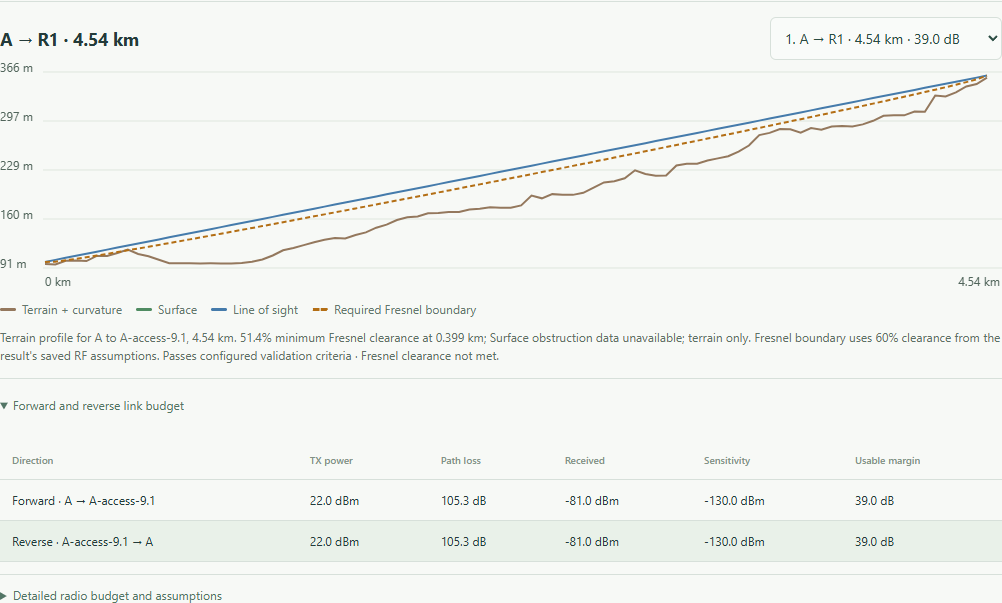 A → R1 · 4.54 km
1. A → R1 · 4.54 km · 39.0 dB
366 m
297 m
229 m
160 m
91 m
0 km
4.54 km
Terrain + curvature
Surface
Line of sight
Required Fresnel boundary
Terrain profile for A to A-access-9.1, 4.54 km. 51.4% minimum Fresnel clearance at 0.399 km; Surface obstruction data unavailable; terrain only. Fresnel boundary uses 60% clearance from the
result's saved RF assumptions. Passes configured validation criteria · Fresnel clearance not met.
Forward and reverse link budget
Direction TX power Path loss Received Sensitivity Usable margin
Forward · A → A-access-9.1 22.0 dBm 105.3 dB -81.0 dBm -130.0 dBm 39.0 dB
Reverse · A-access-9.1 → A 22.0 dBm 105.3 dB -81.0 dBm -130.0 dBm 39.0 dB
Detailed radio budget and assumptions